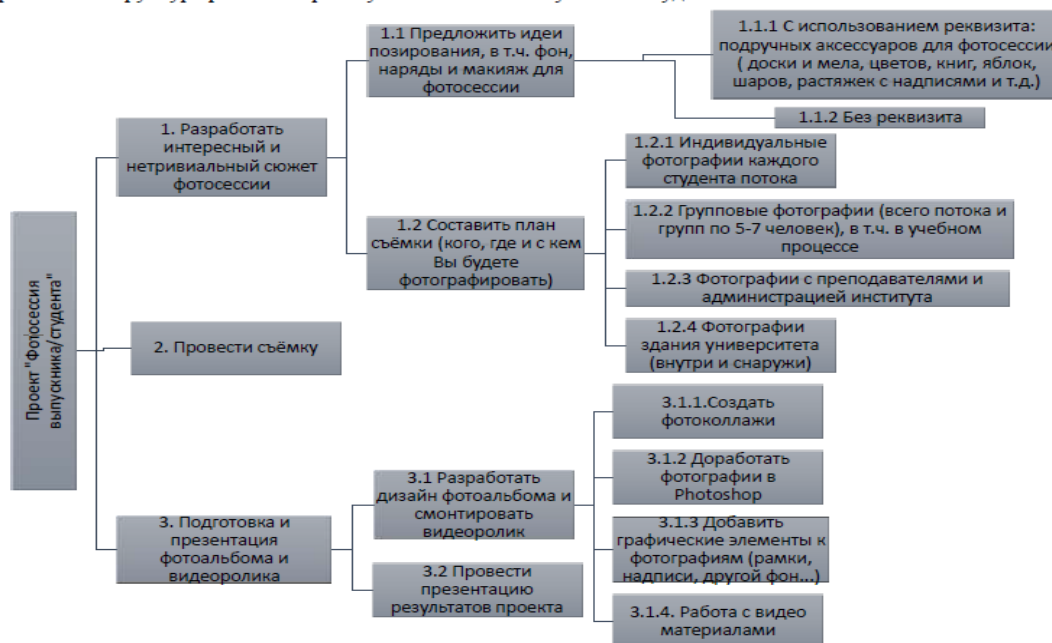 Проект "Фотосессия
выпускника/студента"
1. Разработать
интересный и
нетривиальный сюжет
фотосессии
1.1 Предложить идеи
позирования, в т.ч. фон,
наряды и макияж для
фотосессии
1.1.1 С использованием реквизита:
подручных аксессуаров для фотосессии
( доски и мела, цветов, книг, яблок,
шаров, растяжек с надписями и т.д.)
1.1.2 Без реквизита
1.2 Составить план
съёмки (кого, где и с кем
Вы будете
фотографировать)
1.2.1 Индивидуальные
фотографии каждого
студента потока
1.2.2 Групповые фотографии (всего потока и
групп по 5-7 человек), в т.ч. в учебном
процессе
1.2.3 Фотографии с преподавателями и
администрацией института
1.2.4 Фотографии
здания университета
(внутри и снаружи)
2. Провести съёмку
3. Подготовка и
презентация
фотоальбома и
видеоролика
3.1 Разработать
дизайн фотоальбома и
смонтировать
видеоролик
3.1.1.Создать
фотоколлажи
3.1.2 Доработать
фотографии в
Photoshop
3.1.3 Добавить
графические элементы к
фотографиям (рамки,
надписи, другой фон...)
3.1.4. Работа с видео
материалами
3.2 Провести
презентацию
результатов проекта